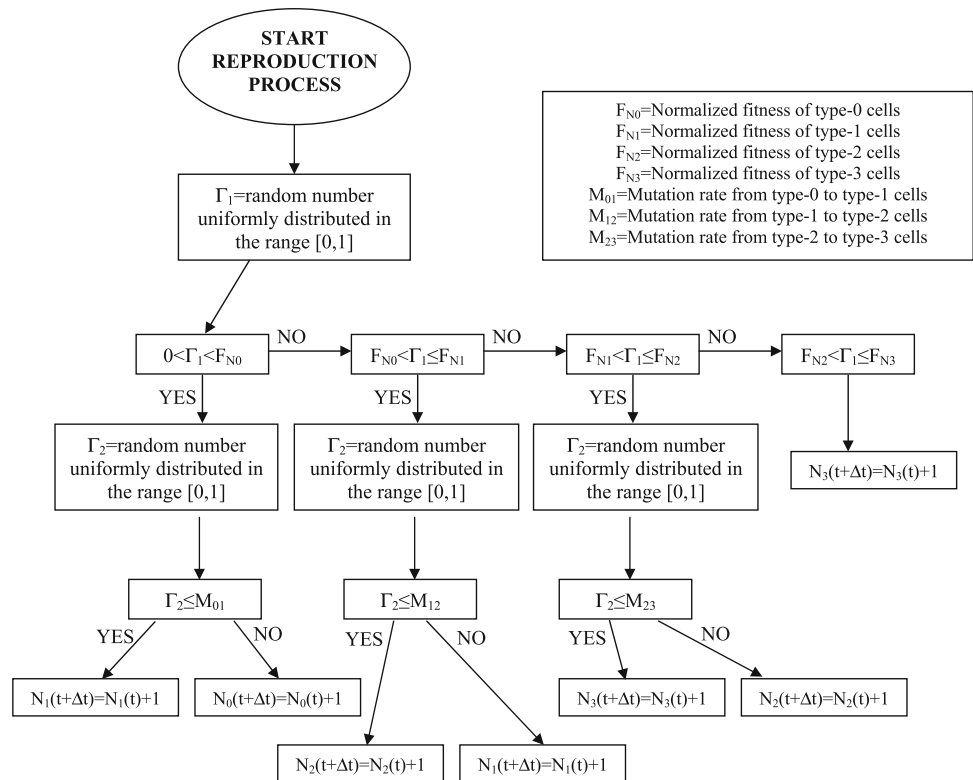 START
REPRODUCTION
PROCESS
F_N0=Normalized fitness of type-0 cells
F_N1=Normalized fitness of type-1 cells
F_N2=Normalized fitness of type-2 cells
F_N3=Normalized fitness of type-3 cells
M_01=Mutation rate from type-0 to type-1 cells
M_12=Mutation rate from type-1 to type-2 cells
M_23=Mutation rate from type-2 to type-3 cells
Γ_1=random number
uniformly distributed in
the range [0,1]
0<Γ_1<F_N0
NO
F_N0<Γ_1≤F_N1
NO
F_N1<Γ_1≤F_N2
NO
F_N2<Γ_1≤F_N3
YES
YES
YES
Γ_2=random number
uniformly distributed in
the range [0,1]
Γ_2=random number
uniformly distributed in
the range [0,1]
Γ_2=random number
uniformly distributed in
the range [0,1]
N_3(t+Δt)=N_3(t)+1
Γ_2≤M_01
Γ_2≤M_12
Γ_2≤M_23
YES
NO
YES
NO
YES
NO
N_1(t+Δt)=N_1(t)+1
N_0(t+Δt)=N_0(t)+1
N_3(t+Δt)=N_3(t)+1
N_2(t+Δt)=N_2(t)+1
N_2(t+Δt)=N_2(t)+1
N_1(t+Δt)=N_1(t)+1